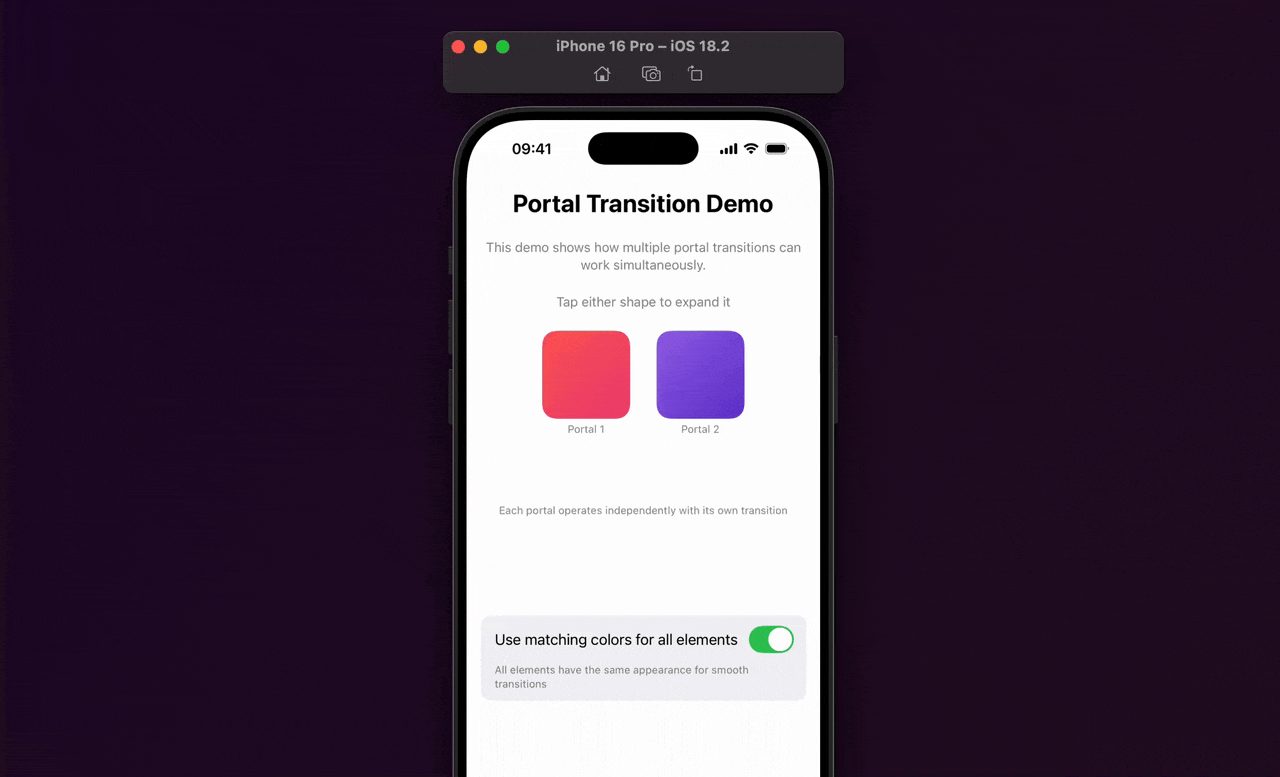 iPhone 16 Pro – iOS 18.2
09:41
Portal Transition Demo
This demo shows how multiple portal transitions can
work simultaneously.
Tap either shape to expand it
Portal 1
Portal 2
Each portal operates independently with its own transition
Use matching colors for all elements
All elements have the same appearance for smooth
transitions